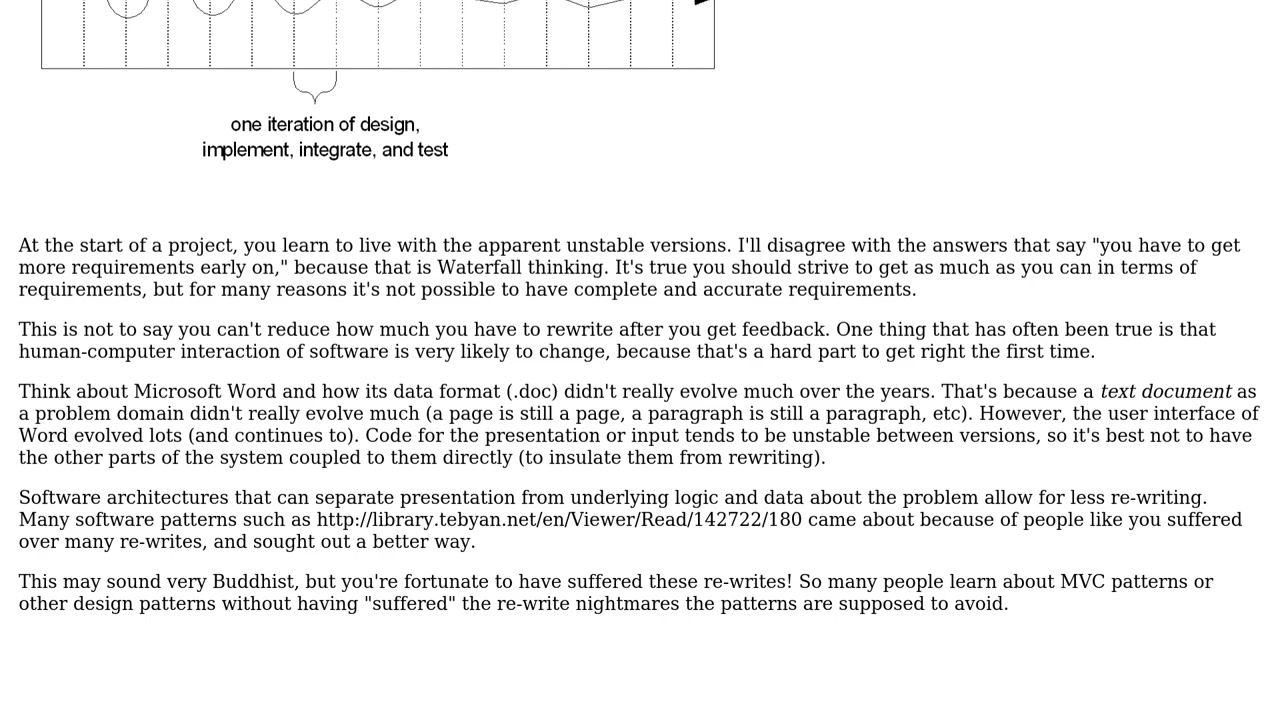 one iteration of design,
implement, integrate, and test
At the start of a project, you learn to live with the apparent unstable versions. I'll disagree with the answers that say "you have to get
more requirements early on," because that is Waterfall thinking. It's true you should strive to get as much as you can in terms of
requirements, but for many reasons it's not possible to have complete and accurate requirements.
This is not to say you can't reduce how much you have to rewrite after you get feedback. One thing that has often been true is that
human-computer interaction of software is very likely to change, because that's a hard part to get right the first time.
Think about Microsoft Word and how its data format (.doc) didn't really evolve much over the years. That's because a text document as
a problem domain didn't really evolve much (a page is still a page, a paragraph is still a paragraph, etc). However, the user interface of
Word evolved lots (and continues to). Code for the presentation or input tends to be unstable between versions, so it's best not to have
the other parts of the system coupled to them directly (to insulate them from rewriting).
Software architectures that can separate presentation from underlying logic and data about the problem allow for less re-writing.
Many software patterns such as http://library.tebyan.net/en/Viewer/Read/142722/180 came about because of people like you suffered
over many re-writes, and sought out a better way.
This may sound very Buddhist, but you're fortunate to have suffered these re-writes! So many people learn about MVC patterns or
other design patterns without having "suffered" the re-write nightmares the patterns are supposed to avoid.